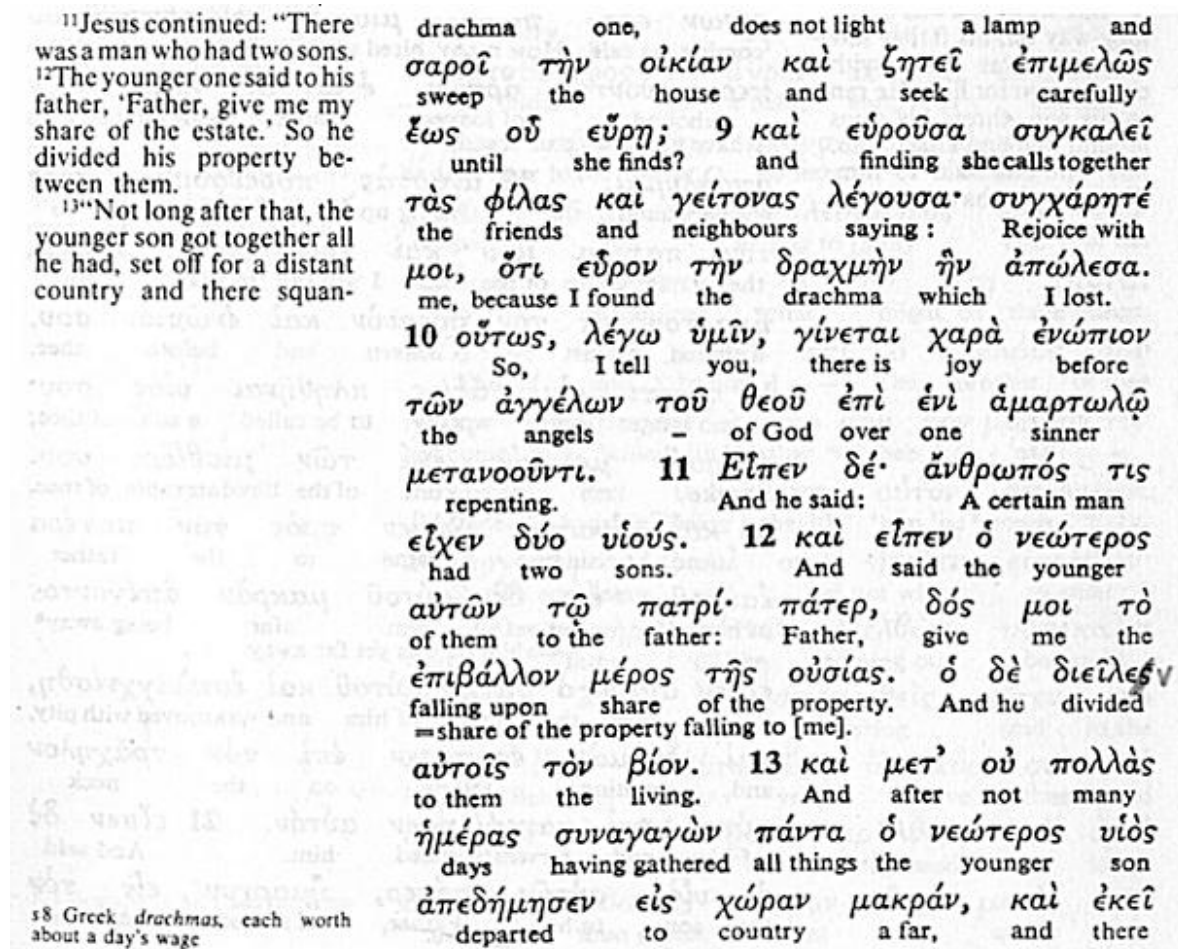 ¹¹Jesus continued: “There
was a man who had two sons.
¹²The younger one said to his
father, ‘Father, give me my
share of the estate.’ So he
divided his property be-
tween them.
¹³“Not long after that, the
younger son got together all
he had, set off for a distant
country and there squan-
s8 Greek drachmas, each worth
about a day's wage
drachma one, does not light a lamp and
σαροῖ τὴν οἰκίαν καὶ ζητεῖ ἐπιμελῶς
sweep the house and seek carefully
ἕως οὗ εὕρῃ; 9 καὶ εὑροῦσα συγκαλεῖ
until she finds? and finding she calls together
τὰς φίλας καὶ γείτονας λέγουσα· συγχάρητέ
the friends and neighbours saying: Rejoice with
μοι, ὅτι εὗρον τὴν δραχμὴν ἣν ἀπώλεσα.
me, because I found the drachma which I lost.
10 οὕτως, λέγω ὑμῖν, γίνεται χαρὰ ἐνώπιον
So, I tell you, there is joy before
τῶν ἀγγέλων τοῦ θεοῦ ἐπὶ ἑνὶ ἁμαρτωλῷ
the angels – of God over one sinner
μετανοοῦντι. 11 Εἶπεν δέ· ἄνθρωπός τις
repenting. And he said: A certain man
εἶχεν δύο υἱούς. 12 καὶ εἶπεν ὁ νεώτερος
had two sons. And said the younger
αὐτῶν τῷ πατρί· πάτερ, δός μοι τὸ
of them to the father: Father, give me the
ἐπιβάλλον μέρος τῆς οὐσίας. ὁ δὲ διεῖλεν
falling upon share of the property. And he divided
=share of the property falling to [me].
αὐτοῖς τὸν βίον. 13 καὶ μετ’ οὐ πολλὰς
to them the living. And after not many
ἡμέρας συναγαγὼν πάντα ὁ νεώτερος υἱὸς
days having gathered all things the younger son
ἀπεδήμησεν εἰς χώραν μακράν, καὶ ἐκεῖ
departed to country a far, and there